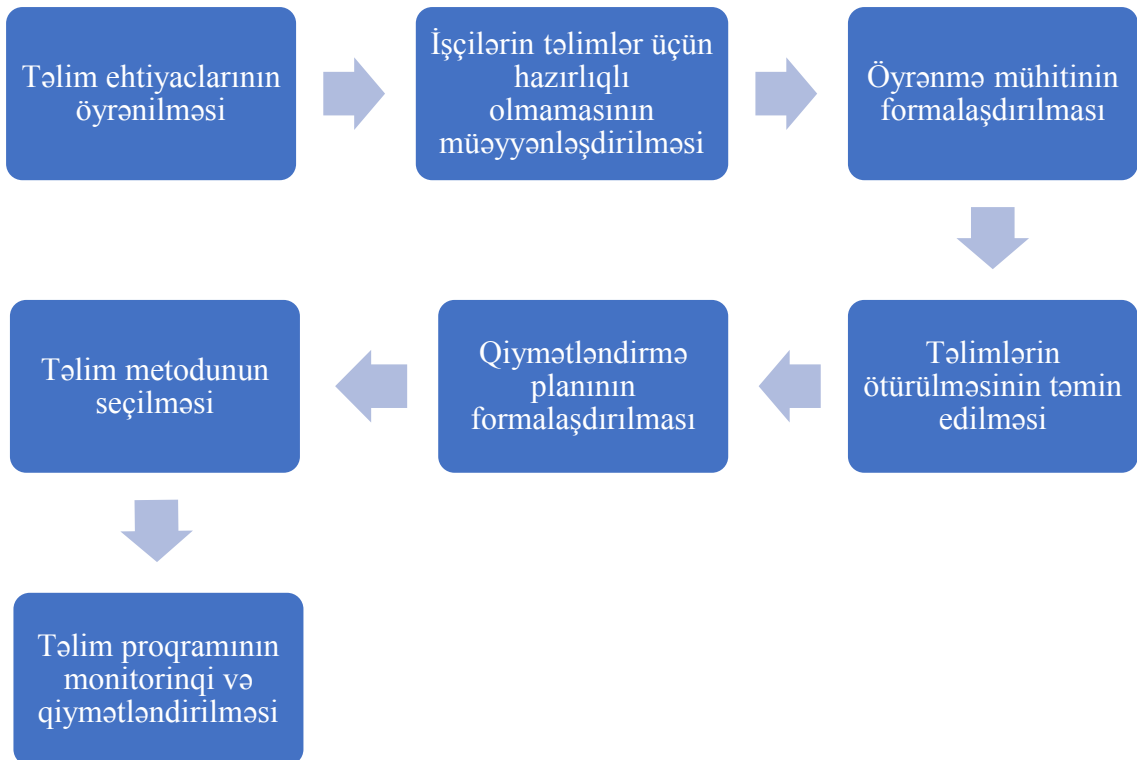 Təlim ehtiyaclarının
öyrənilməsi
İşçilərin təlimlər üçün
hazırlıqlı
olmamasının
müəyyənləşdirilməsi
Öyrənmə mühitinin
formalaşdırılması
Təlimlərin
ötürülməsinin təmin
edilməsi
Qiymətləndirmə
planının
formalaşdırılması
Təlim metodunun
seçilməsi
Təlim proqramının
monitorinqi və
qiymətləndirilməsi